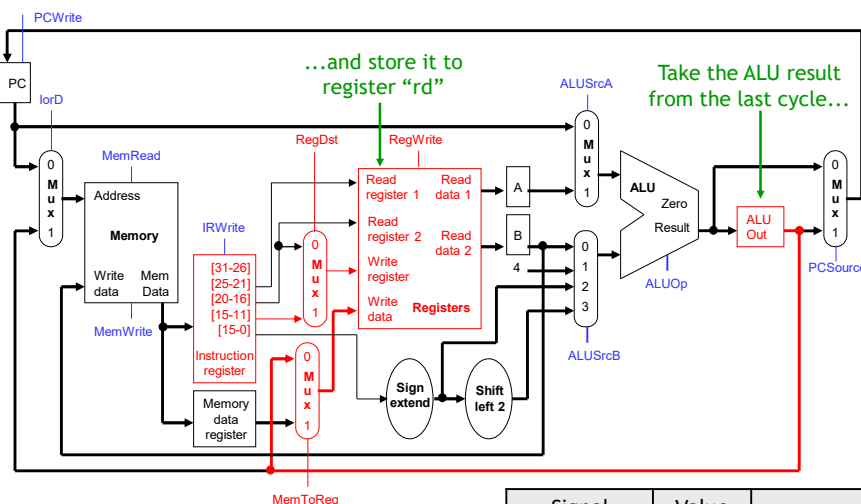 PCWrite
...and store it to
register “rd”
Take the ALU result
from the last cycle...
PC
IorD
ALUSrcA
RegDst
RegWrite
MemRead
0
M
u
x
1
Address
Memory
Write
data
Mem
Data
MemWrite
IRWrite
[31-26]
[25-21]
[20-16]
[15-11]
[15-0]
Instruction
register
Memory
data
register
0
M
u
x
1
0
M
u
x
1
MemToReg
Read
register 1
Read
data 1
Read
register 2
Read
data 2
Write
register
Write
data
Registers
Sign
extend
Shift
left 2
A
B
4
0
M
u
x
1
0
1
2
3
ALUSrcB
ALU
Zero
Result
ALUOp
ALU
Out
0
M
u
x
1
PCSource
Signal
Value